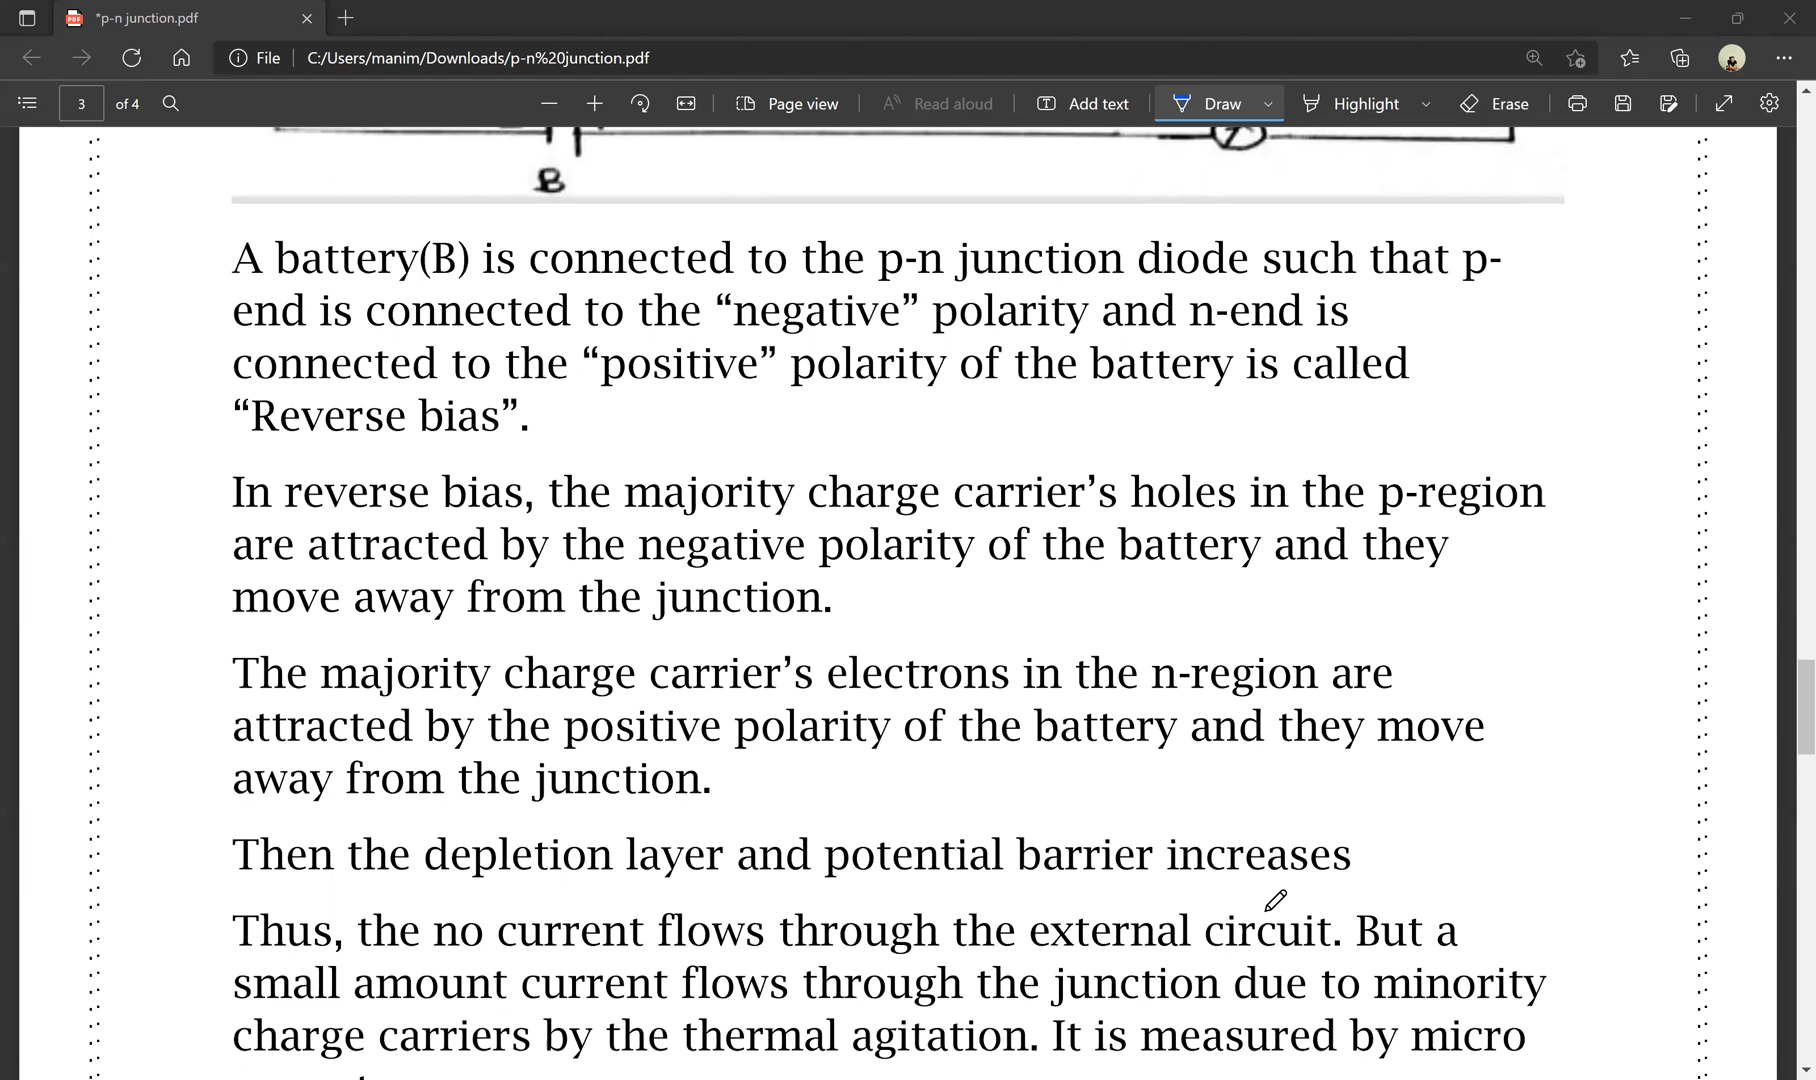 *p-n junction.pdf
File C:/Users/manim/Downloads/p-n%20junction.pdf
3 of 4 Page view Read aloud Add text Draw Highlight Erase
B
A battery(B) is connected to the p-n junction diode such that p-
end is connected to the “negative” polarity and n-end is
connected to the “positive” polarity of the battery is called
“Reverse bias”.
In reverse bias, the majority charge carrier’s holes in the p-region
are attracted by the negative polarity of the battery and they
move away from the junction.
The majority charge carrier’s electrons in the n-region are
attracted by the positive polarity of the battery and they move
away from the junction.
Then the depletion layer and potential barrier increases
Thus, the no current flows through the external circuit. But a
small amount current flows through the junction due to minority
charge carriers by the thermal agitation. It is measured by micro